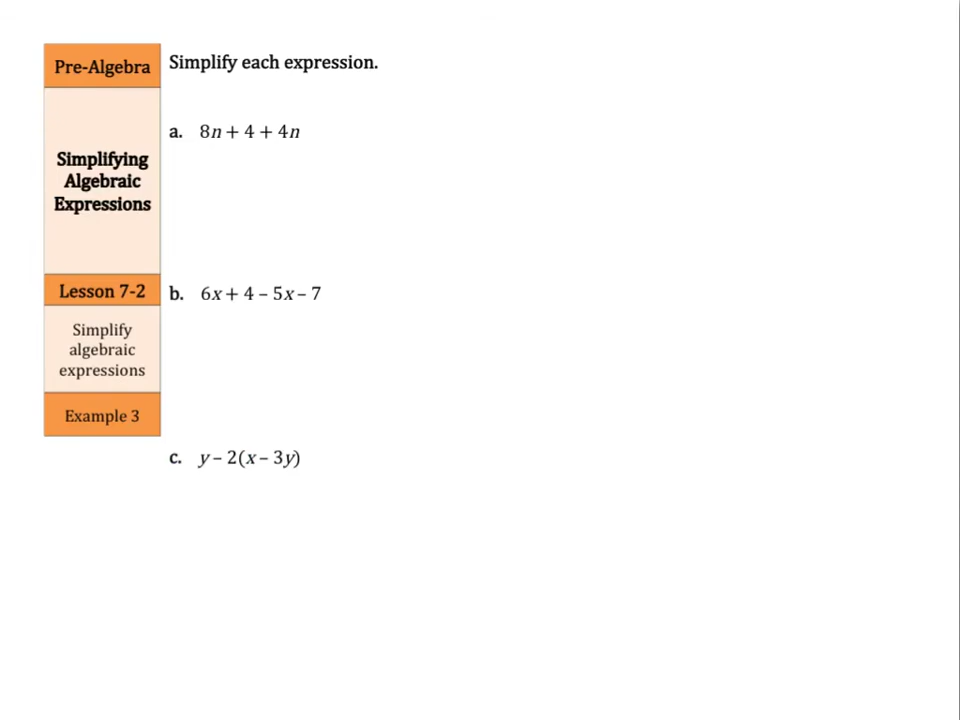 Pre-Algebra
Simplifying
Algebraic
Expressions
Lesson 7-2
Simplify
algebraic
expressions
Example 3
Simplify each expression.
a. 8n + 4 + 4n
b. 6x + 4 – 5x – 7
c. y – 2(x – 3y)